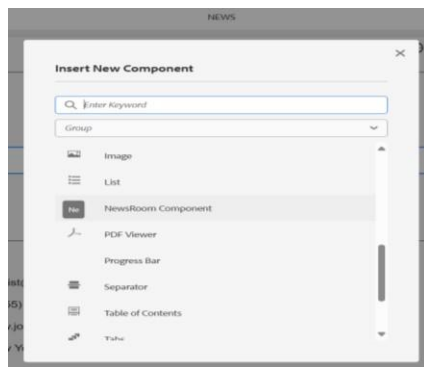 NEWS
Insert New Component
Enter Keyword
Group
Image
List
Ne
NewsRoom Component
PDF Viewer
Progress Bar
Separator
Table of Contents
Tabs